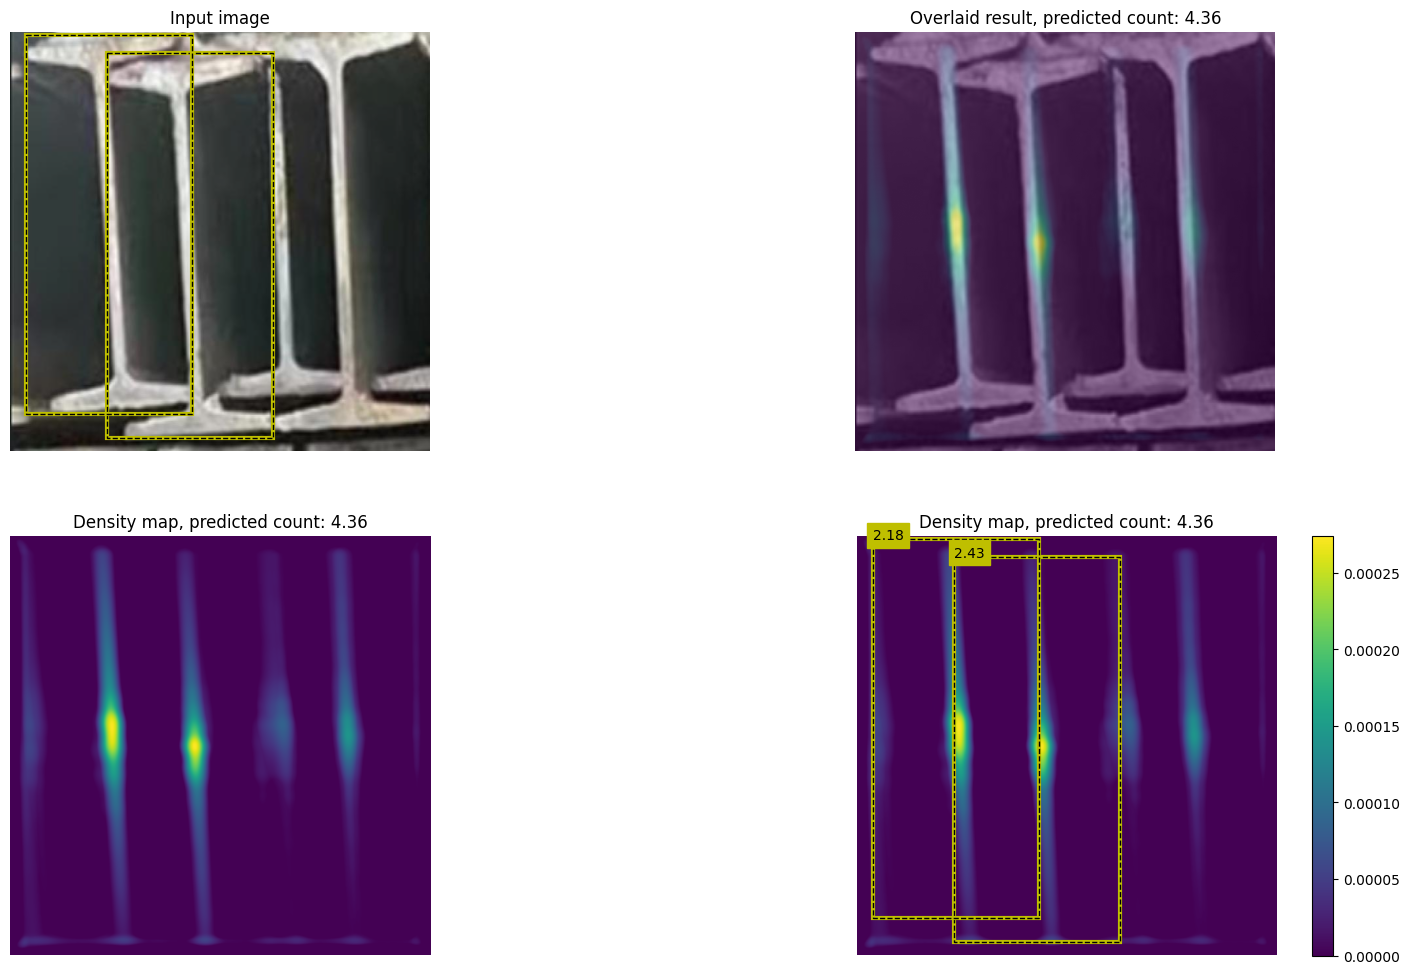 Input image
Overlaid result, predicted count: 4.36
Density map, predicted count: 4.36
Density map, predicted count: 4.36
2.18
2.43
0.00025
0.00020
0.00015
0.00010
0.00005
0.00000